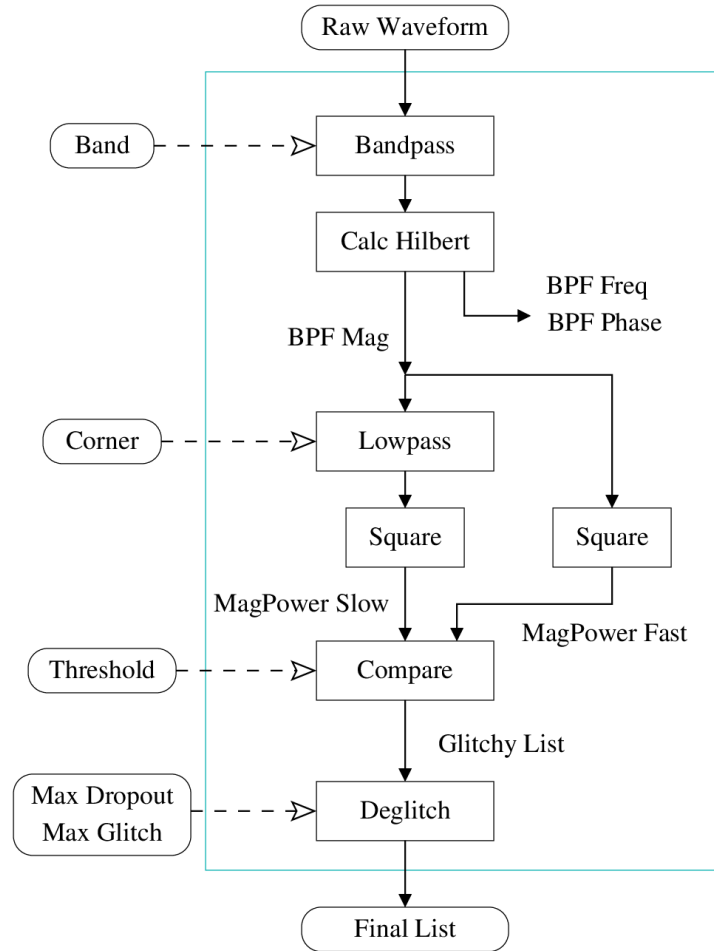 Raw Waveform
Band
Bandpass
Calc Hilbert
BPF Freq
BPF Phase
BPF Mag
Corner
Lowpass
Square
Square
MagPower Slow
MagPower Fast
Threshold
Compare
Glitchy List
Max Dropout
Max Glitch
Deglitch
Final List